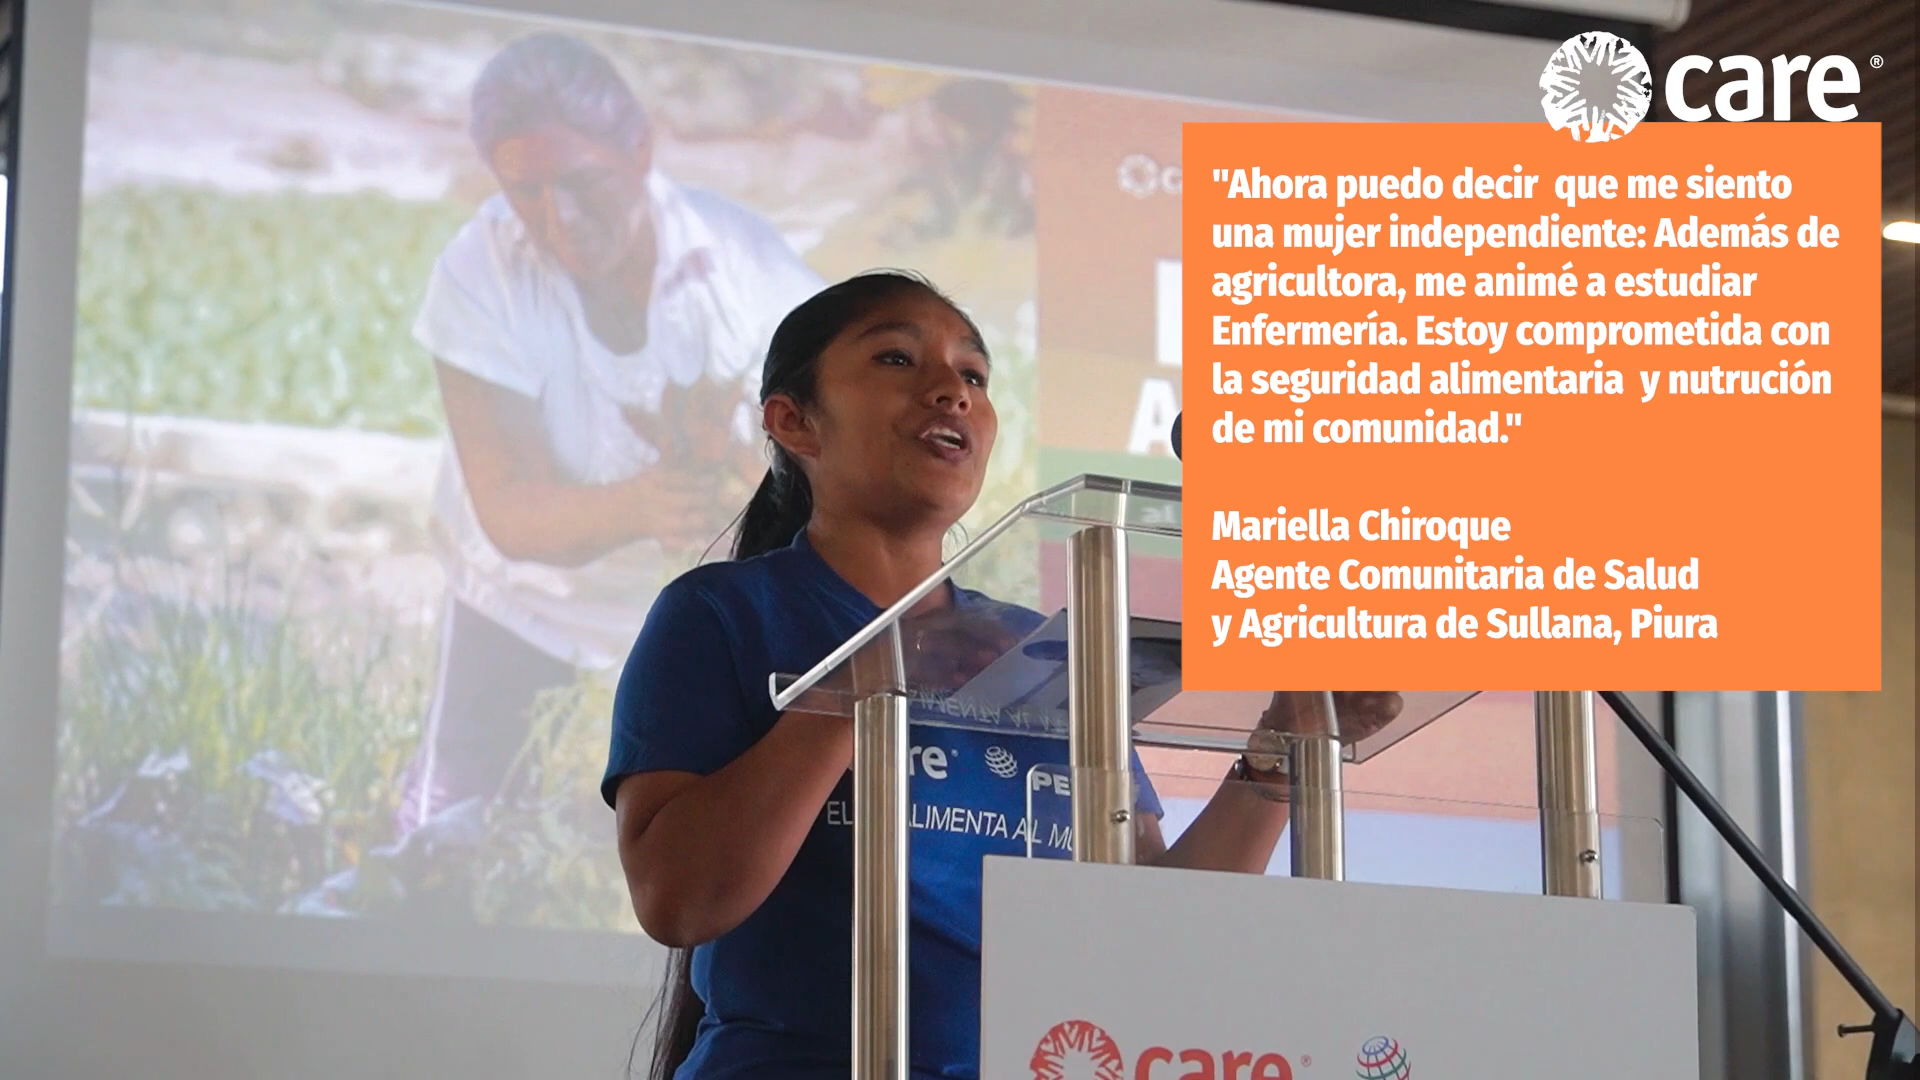 care®
"Ahora puedo decir  que me siento
una mujer independiente: Además de
agricultora, me animé a estudiar
Enfermería. Estoy comprometida con
la seguridad alimentaria  y nutrución
de mi comunidad."
Mariella Chiroque
Agente Comunitaria de Salud
y Agricultura de Sullana, Piura
ALIMENTA AL
care®